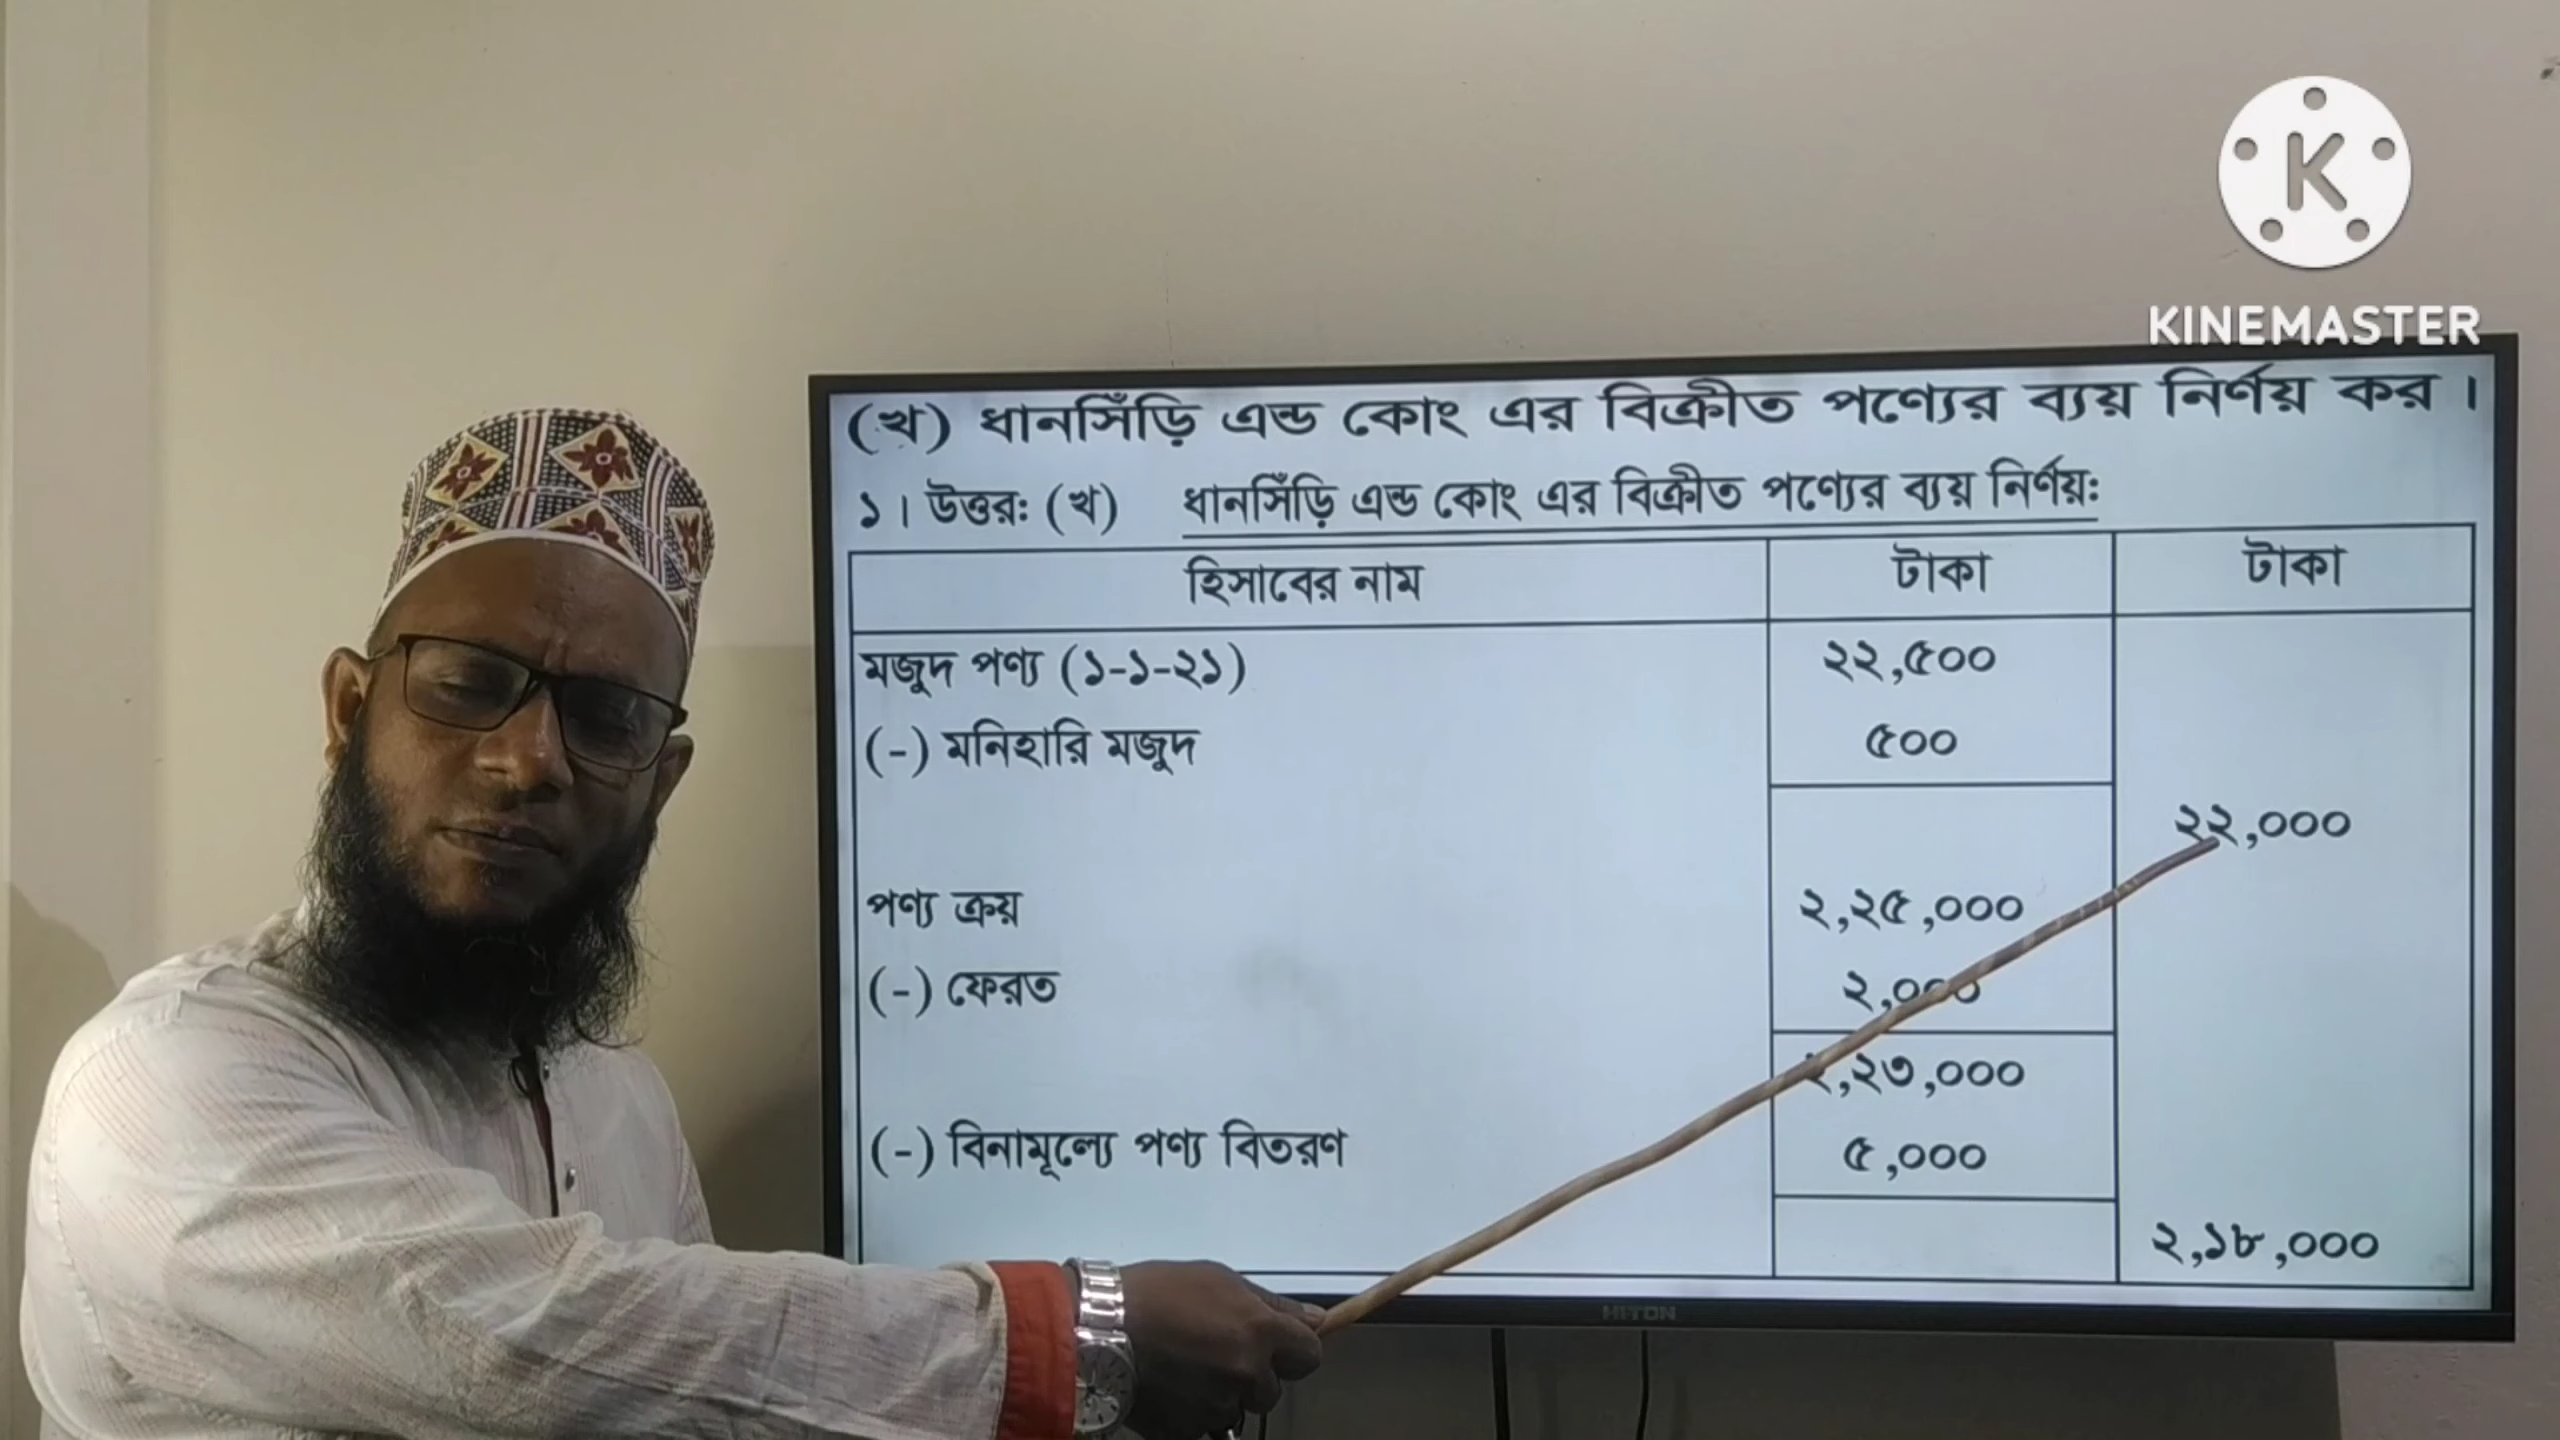 K
KINEMASTER
(খ) ধানসিঁড়ি এন্ড কোং এর বিক্রীত পণ্যের ব্যয় নির্ণয় কর ।
১। উত্তরঃ (খ) ধানসিঁড়ি এন্ড কোং এর বিক্রীত পণ্যের ব্যয় নির্ণয়ঃ
হিসাবের নাম টাকা টাকা
মজুদ পণ্য (১-১-২১) ২২,৫০০
(-) মনিহারি মজুদ ৫০০
২২,০০০
পণ্য ক্রয় ২,২৫,০০০
(-) ফেরত ২,০০০
২,২৩,০০০
(-) বিনামূল্যে পণ্য বিতরণ ৫,০০০
২,১৮,০০০
HITON